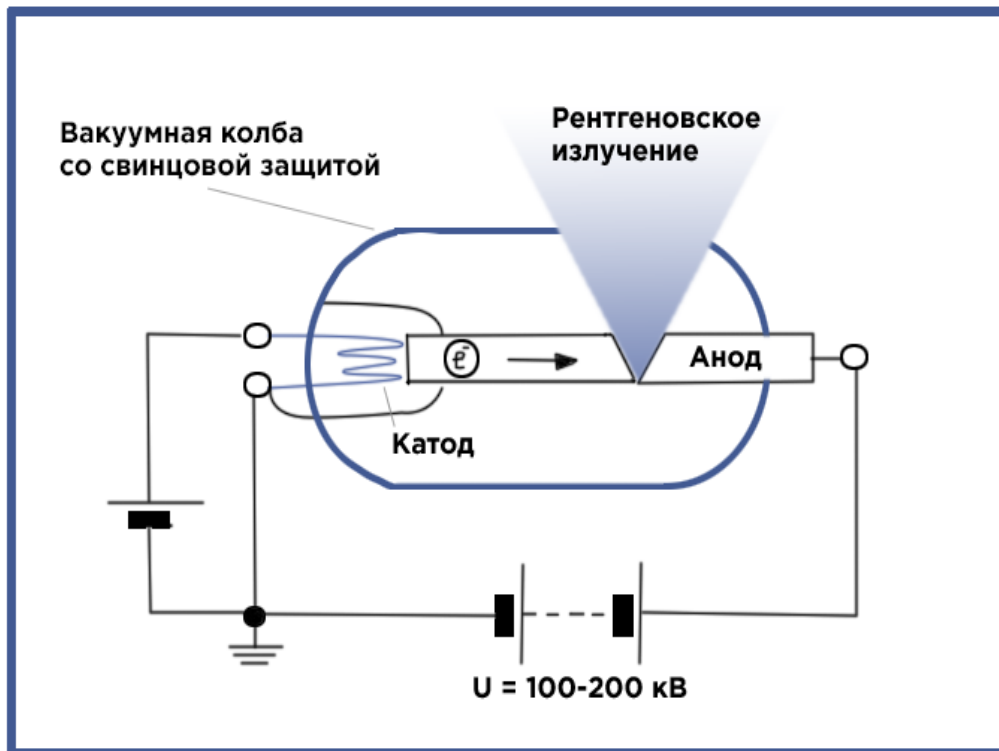 Вакуумная колба
со свинцовой защитой
Рентгеновское
излучение
e⁻
Анод
Катод
U = 100-200 кВ